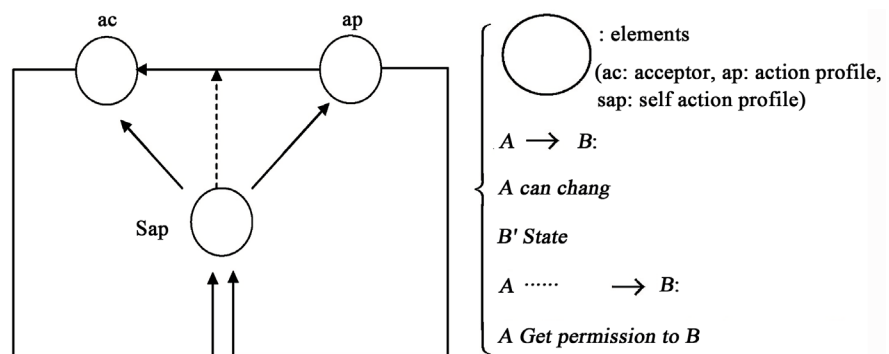 ac
ap
Sap
: elements
(ac: acceptor, ap: action profile,
sap: self action profile)
A → B:
A can chang
B' State
A ...... → B:
A Get permission to B